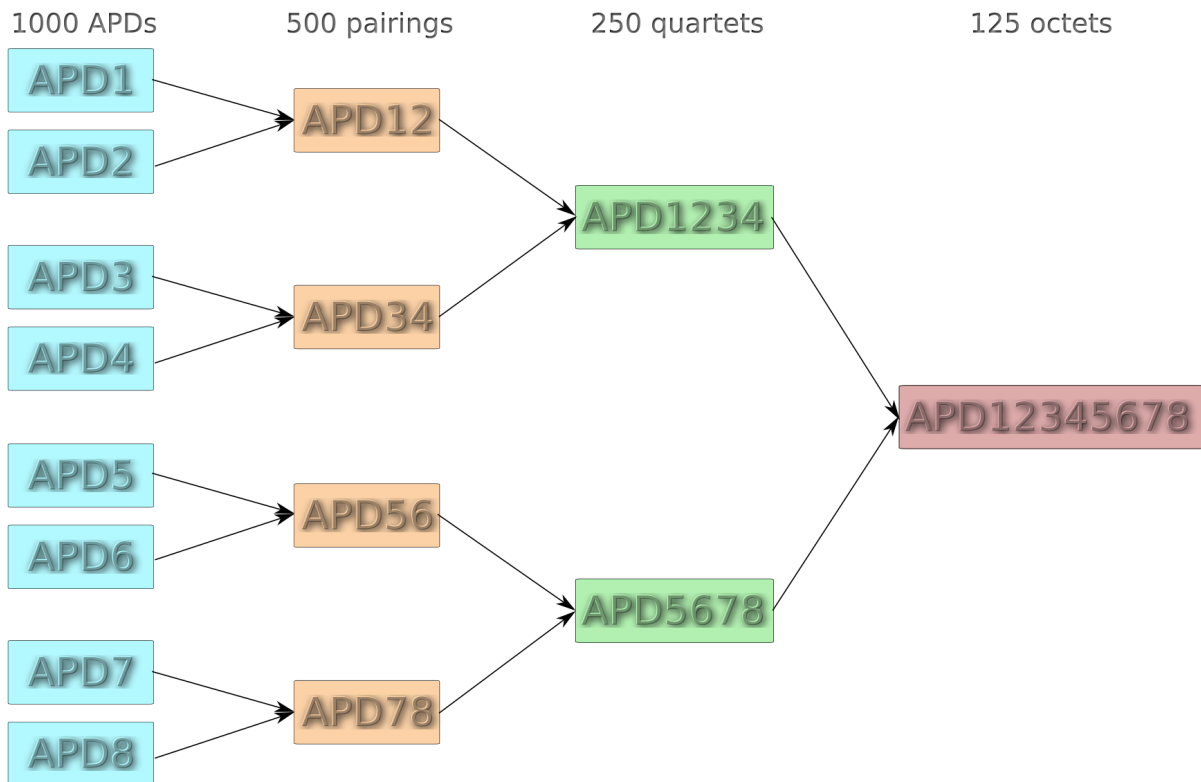 1000 APDs
500 pairings
250 quartets
125 octets
APD1
APD2
APD3
APD4
APD5
APD6
APD7
APD8
APD12
APD34
APD56
APD78
APD1234
APD5678
APD12345678